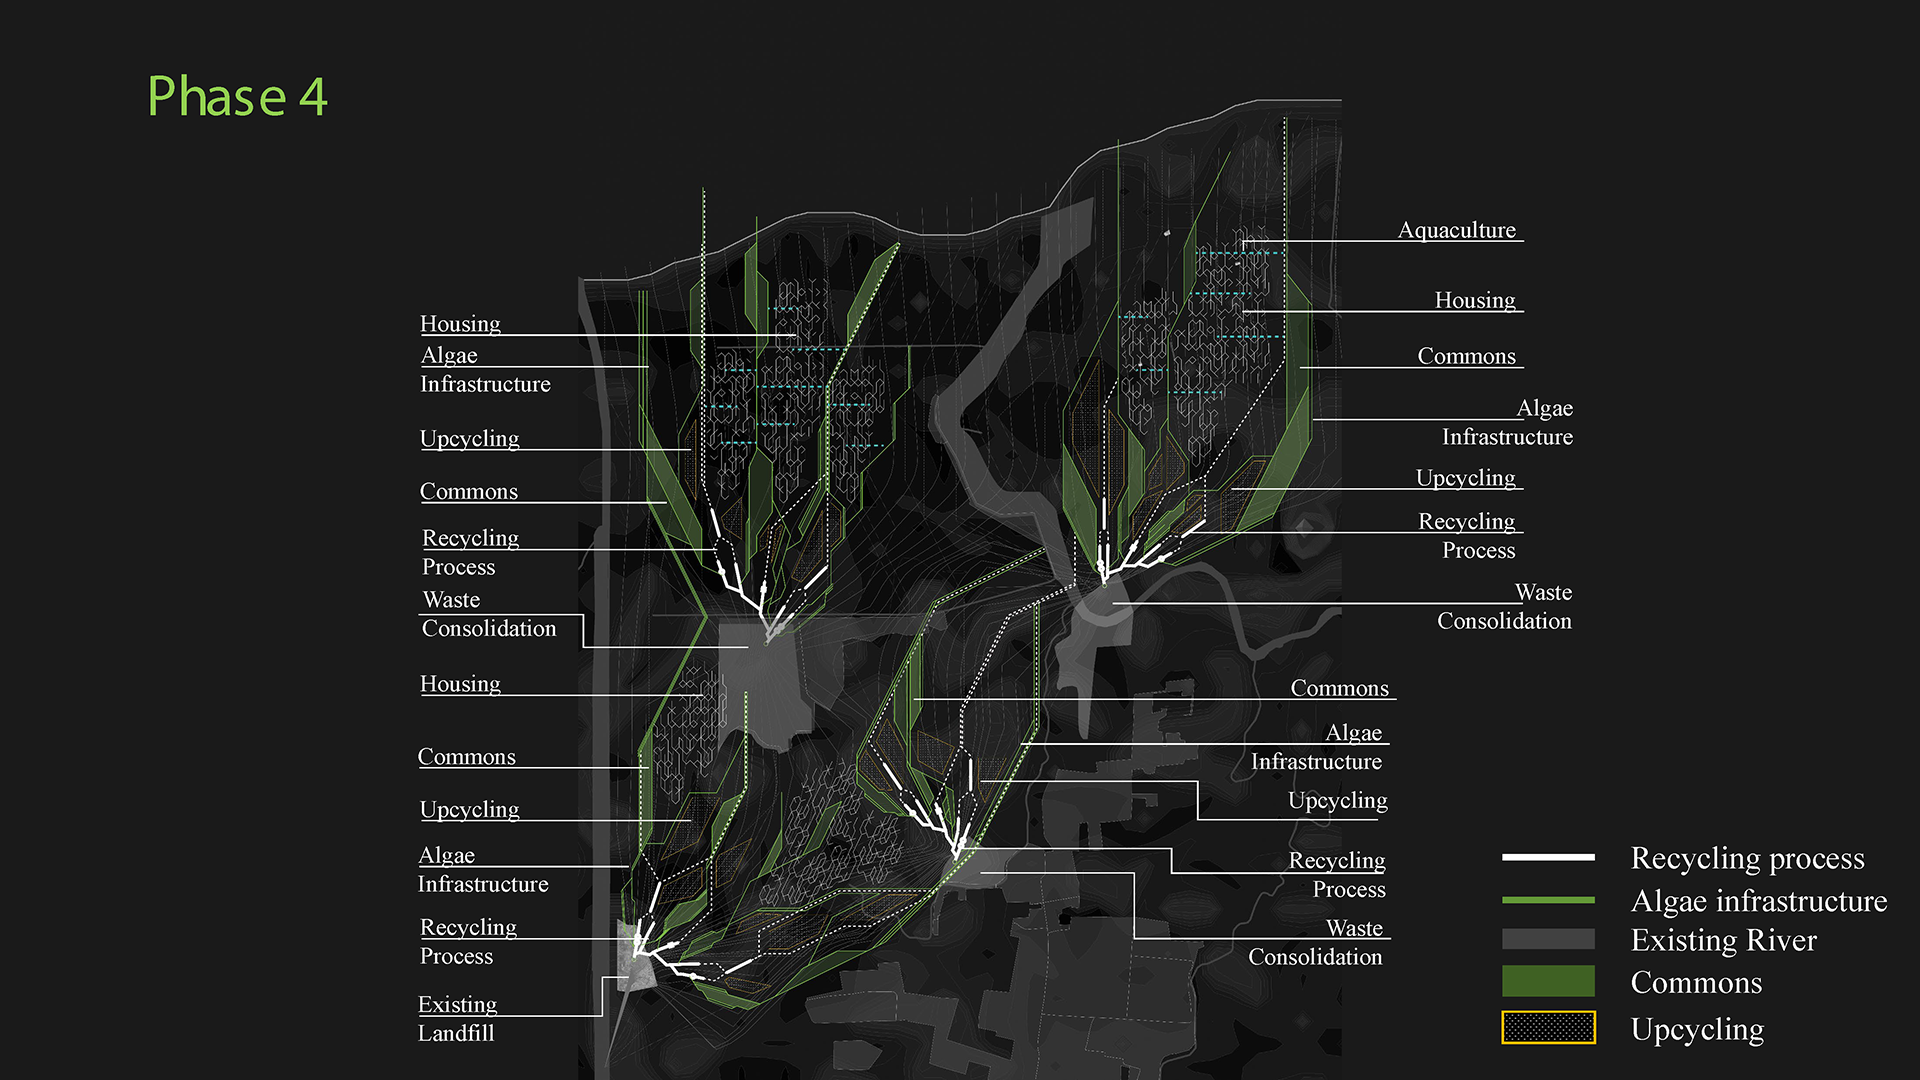 Phase 4
Housing
Algae
Infrastructure
Upcycling
Commons
Recycling
Process
Waste
Consolidation
Housing
Commons
Upcycling
Algae
Infrastructure
Recycling
Process
Existing
Landfill
Aquaculture
Housing
Commons
Algae
Infrastructure
Upcycling
Recycling
Process
Waste
Consolidation
Commons
Algae
Infrastructure
Upcycling
Recycling
Process
Waste
Consolidation
Recycling process
Algae infrastructure
Existing River
Commons
Upcycling